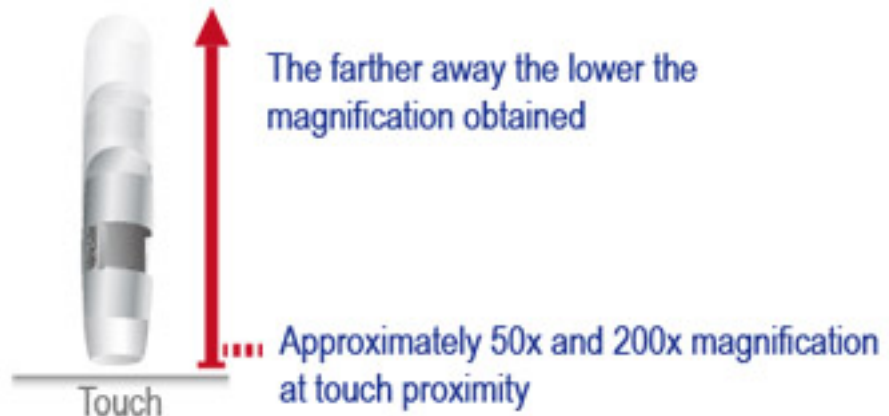 The farther away the lower the
magnification obtained
Approximately 50x and 200x magnification
at touch proximity
Touch